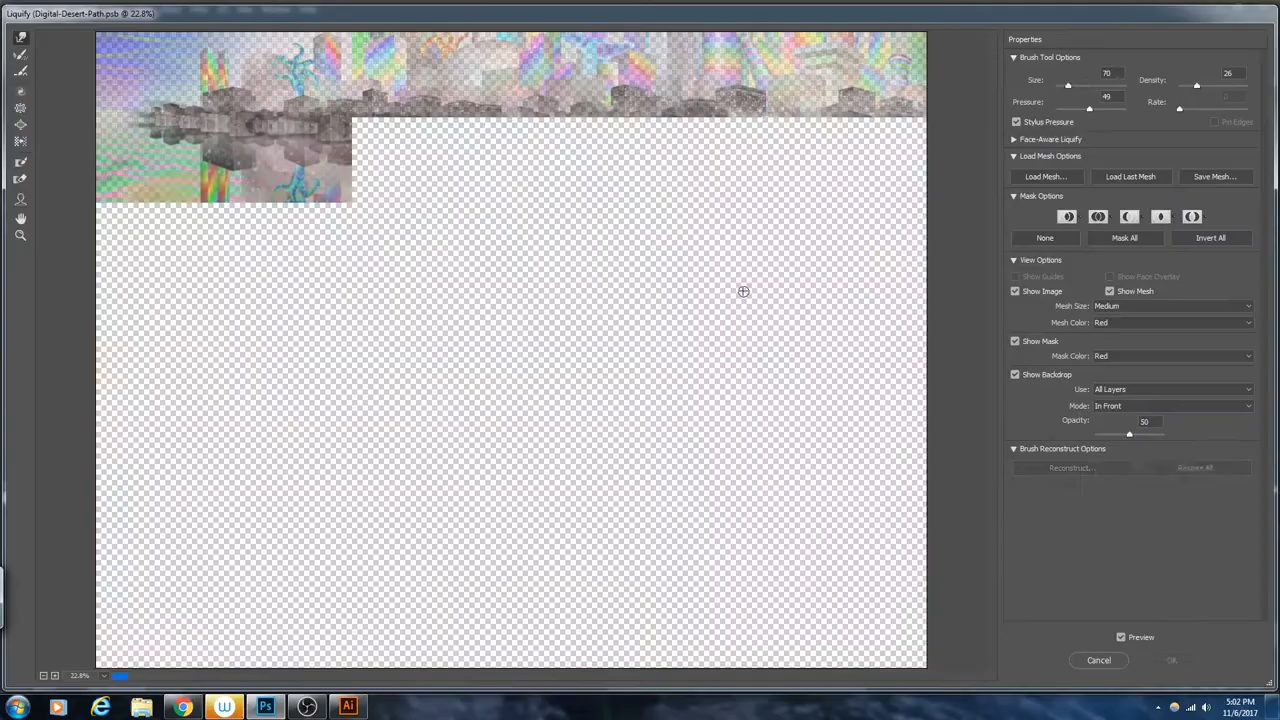 Liquify (Digital-Desert-Path.psb @ 22.8%)
Properties
Brush Tool Options
Size: 70 Density: 26
Pressure: 49 Rate: 0
Stylus Pressure Pin Edges
Face-Aware Liquify
Load Mesh Options
Load Mesh... Load Last Mesh Save Mesh...
Mask Options
None Mask All Invert All
View Options
Show Guides Show Face Overlay
Show Image Show Mesh
Mesh Size: Medium
Mesh Color: Red
Show Mask
Mask Color: Red
Show Backdrop
Use: All Layers
Mode: In Front
Opacity: 50
Brush Reconstruct Options
Reconstruct... Restore All
Preview
Cancel OK
22.8%
W Ps Ai
5:02 PM
11/6/2017